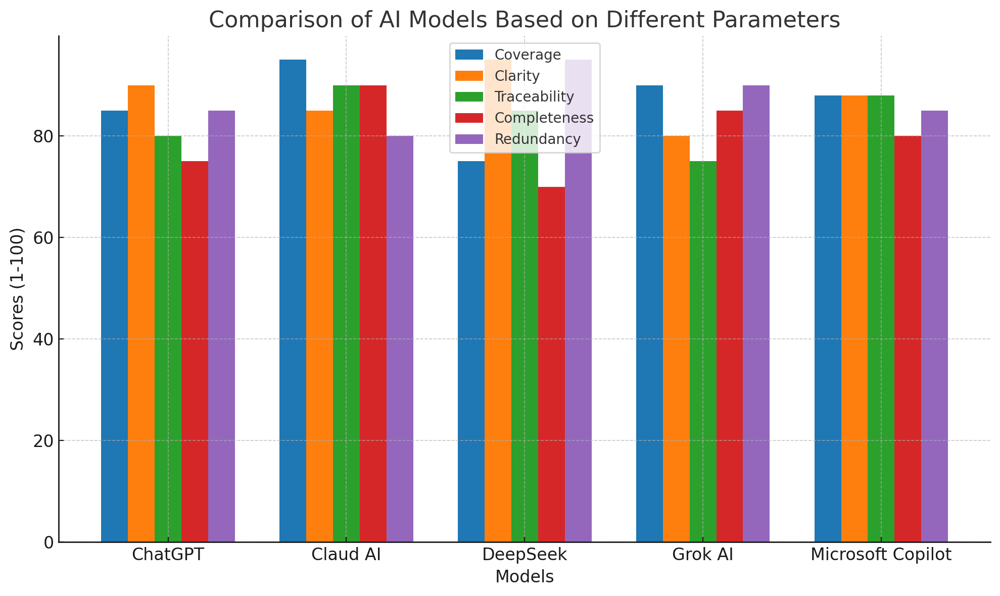 Comparison of AI Models Based on Different Parameters
Coverage
Clarity
Traceability
Completeness
Redundancy
Scores (1-100)
80
60
40
20
0
ChatGPT
Claud AI
DeepSeek
Grok AI
Microsoft Copilot
Models